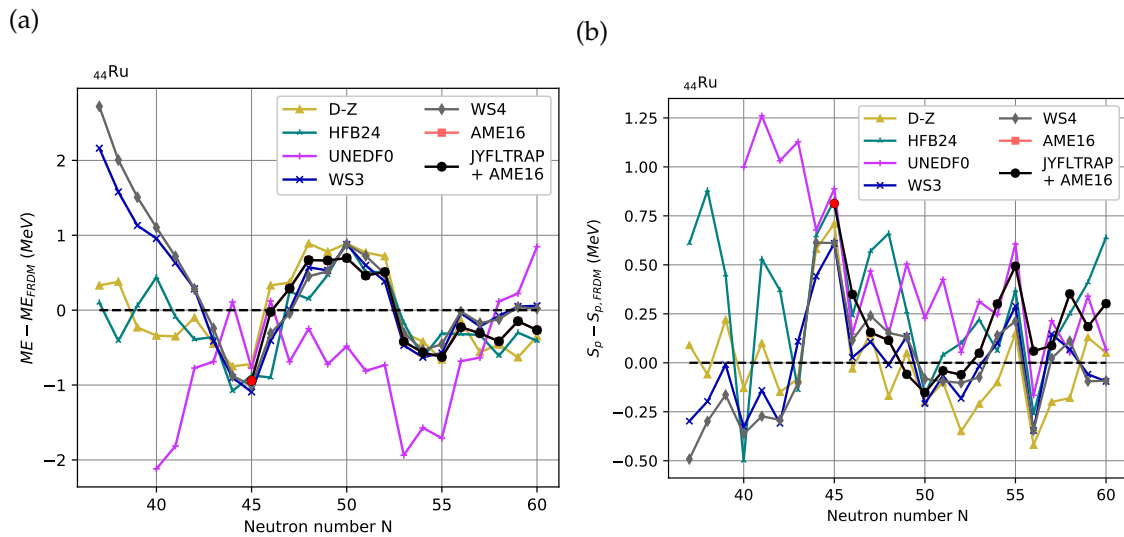 (a)
₄₄Ru
D-Z
HFB24
UNEDF0
WS3
WS4
AME16
JYFLTRAP
+ AME16
ME − ME_FRDM (MeV)
2
1
0
−1
−2
40
45
50
55
60
Neutron number N
(b)
₄₄Ru
D-Z
HFB24
UNEDF0
WS3
WS4
AME16
JYFLTRAP
+ AME16
S_p − S_p,FRDM (MeV)
1.25
1.00
0.75
0.50
0.25
0.00
−0.25
−0.50
40
45
50
55
60
Neutron number N